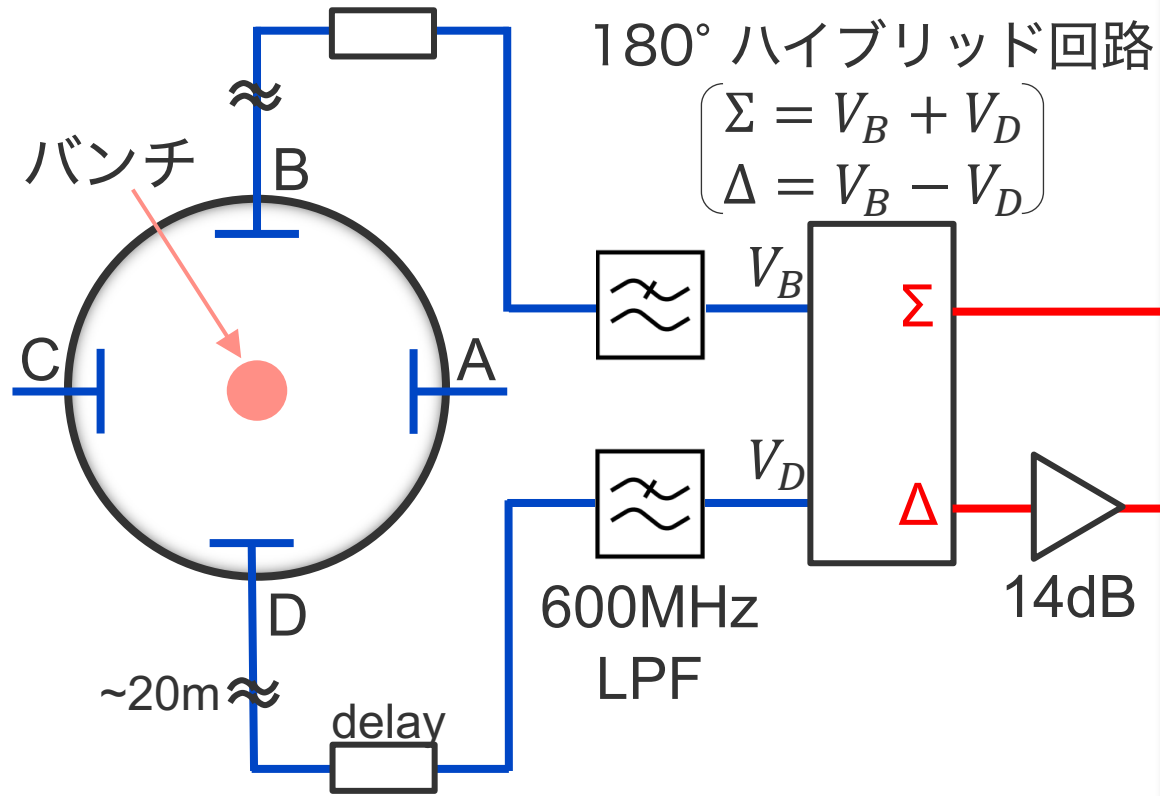 180° ハイブリッド回路
Σ = V_B + V_D
Δ = V_B − V_D
バンチ
B
V_B
Σ
C
A
V_D
Δ
D
600MHz
LPF
14dB
~20m
delay